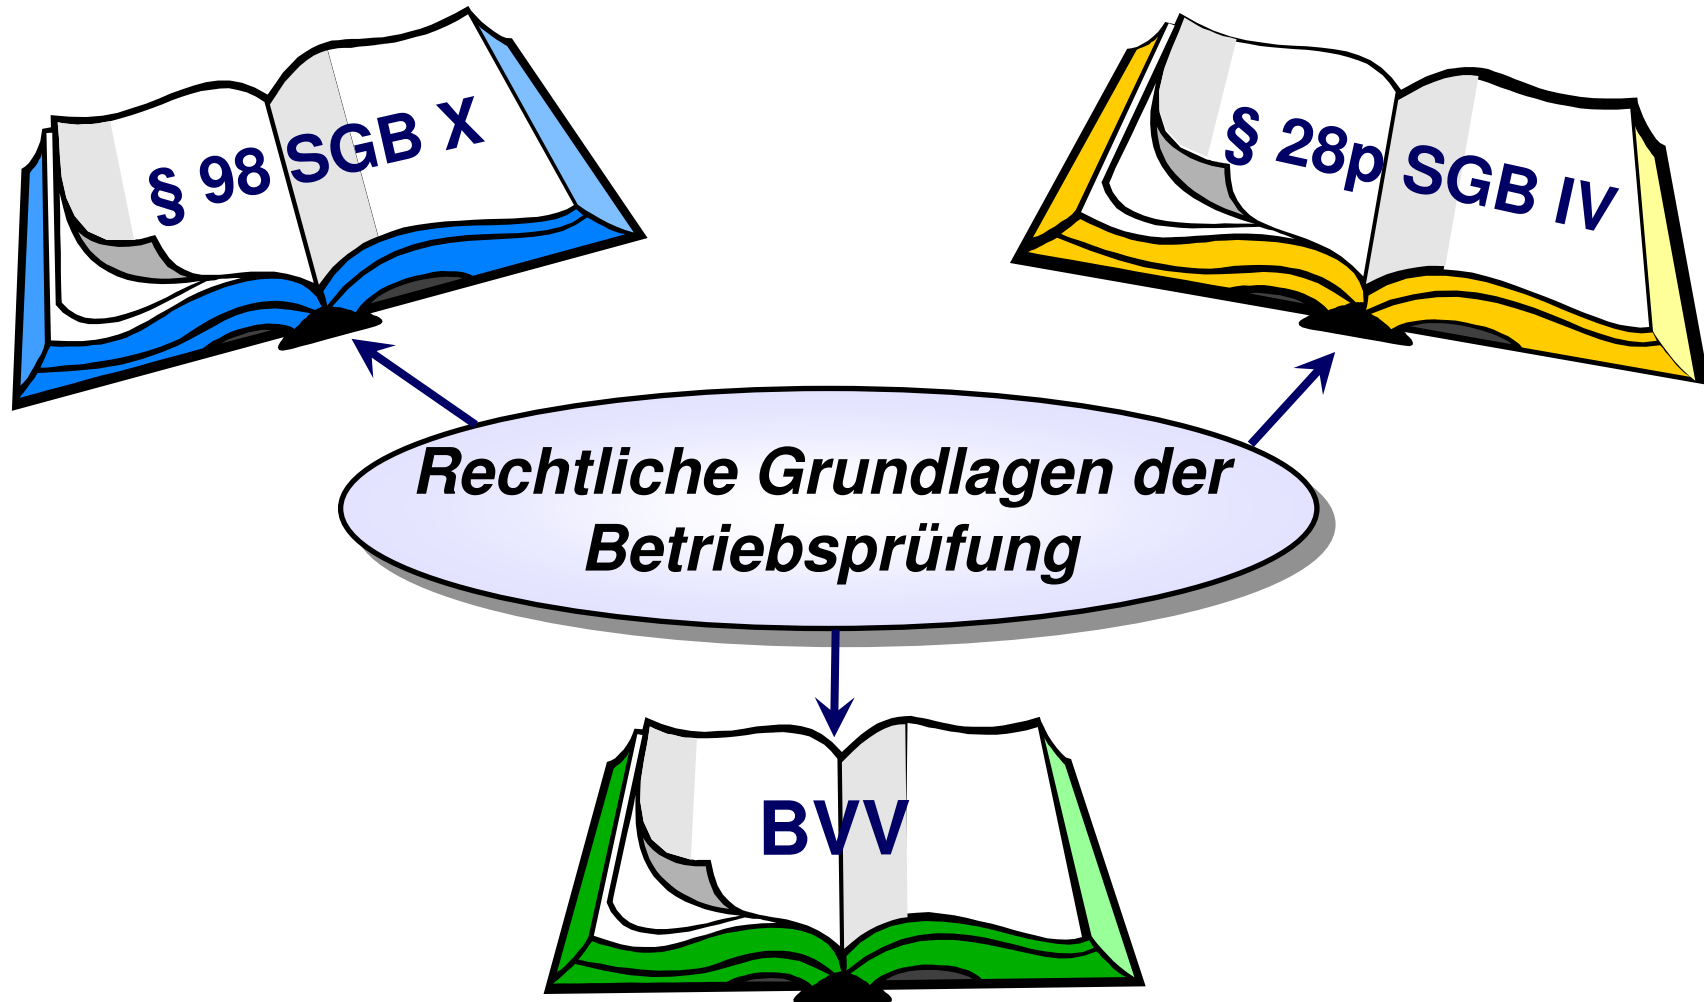 § 98 SGB X
§ 28p SGB IV
Rechtliche Grundlagen der
Betriebsprüfung
BVV